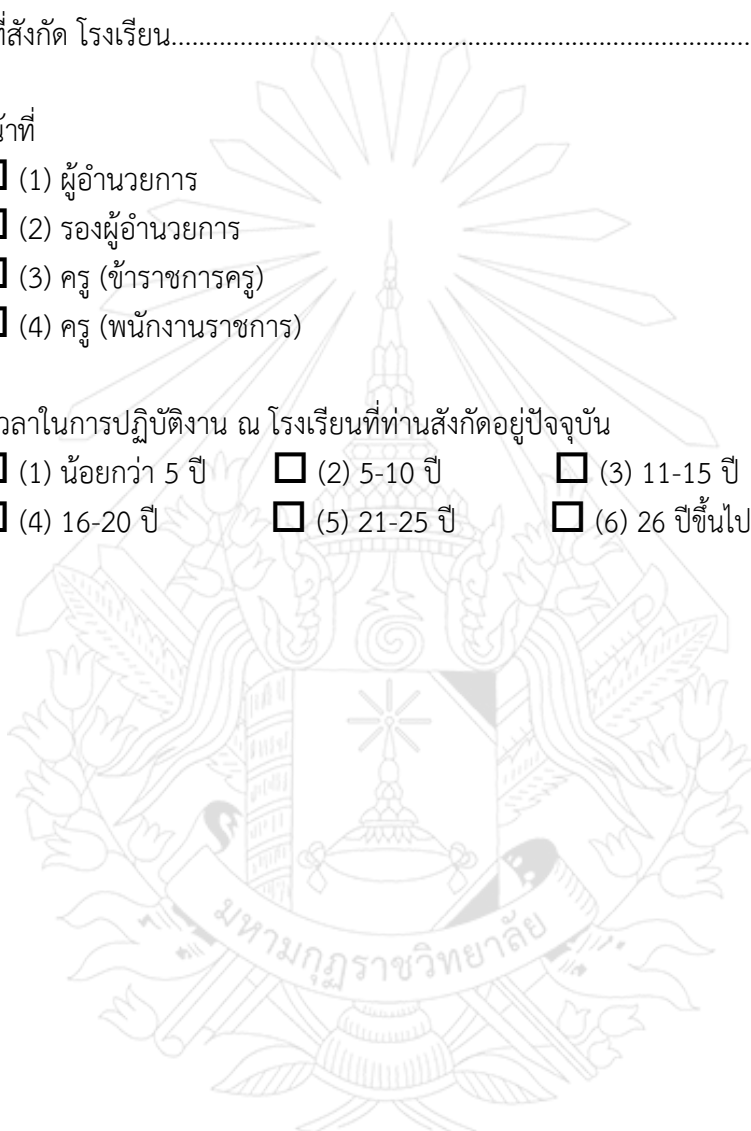 ที่สังกัด โรงเรียน................................................................................
น้าที่
(1) ผู้อำนวยการ
(2) รองผู้อำนวยการ
(3) ครู (ข้าราชการครู)
(4) ครู (พนักงานราชการ)
วลาในการปฏิบัติงาน ณ โรงเรียนที่ท่านสังกัดอยู่ปัจจุบัน
(1) น้อยกว่า 5 ปี (2) 5-10 ปี (3) 11-15 ปี
(4) 16-20 ปี (5) 21-25 ปี (6) 26 ปีขึ้นไป
มหามกุฏราชวิทยาลัย